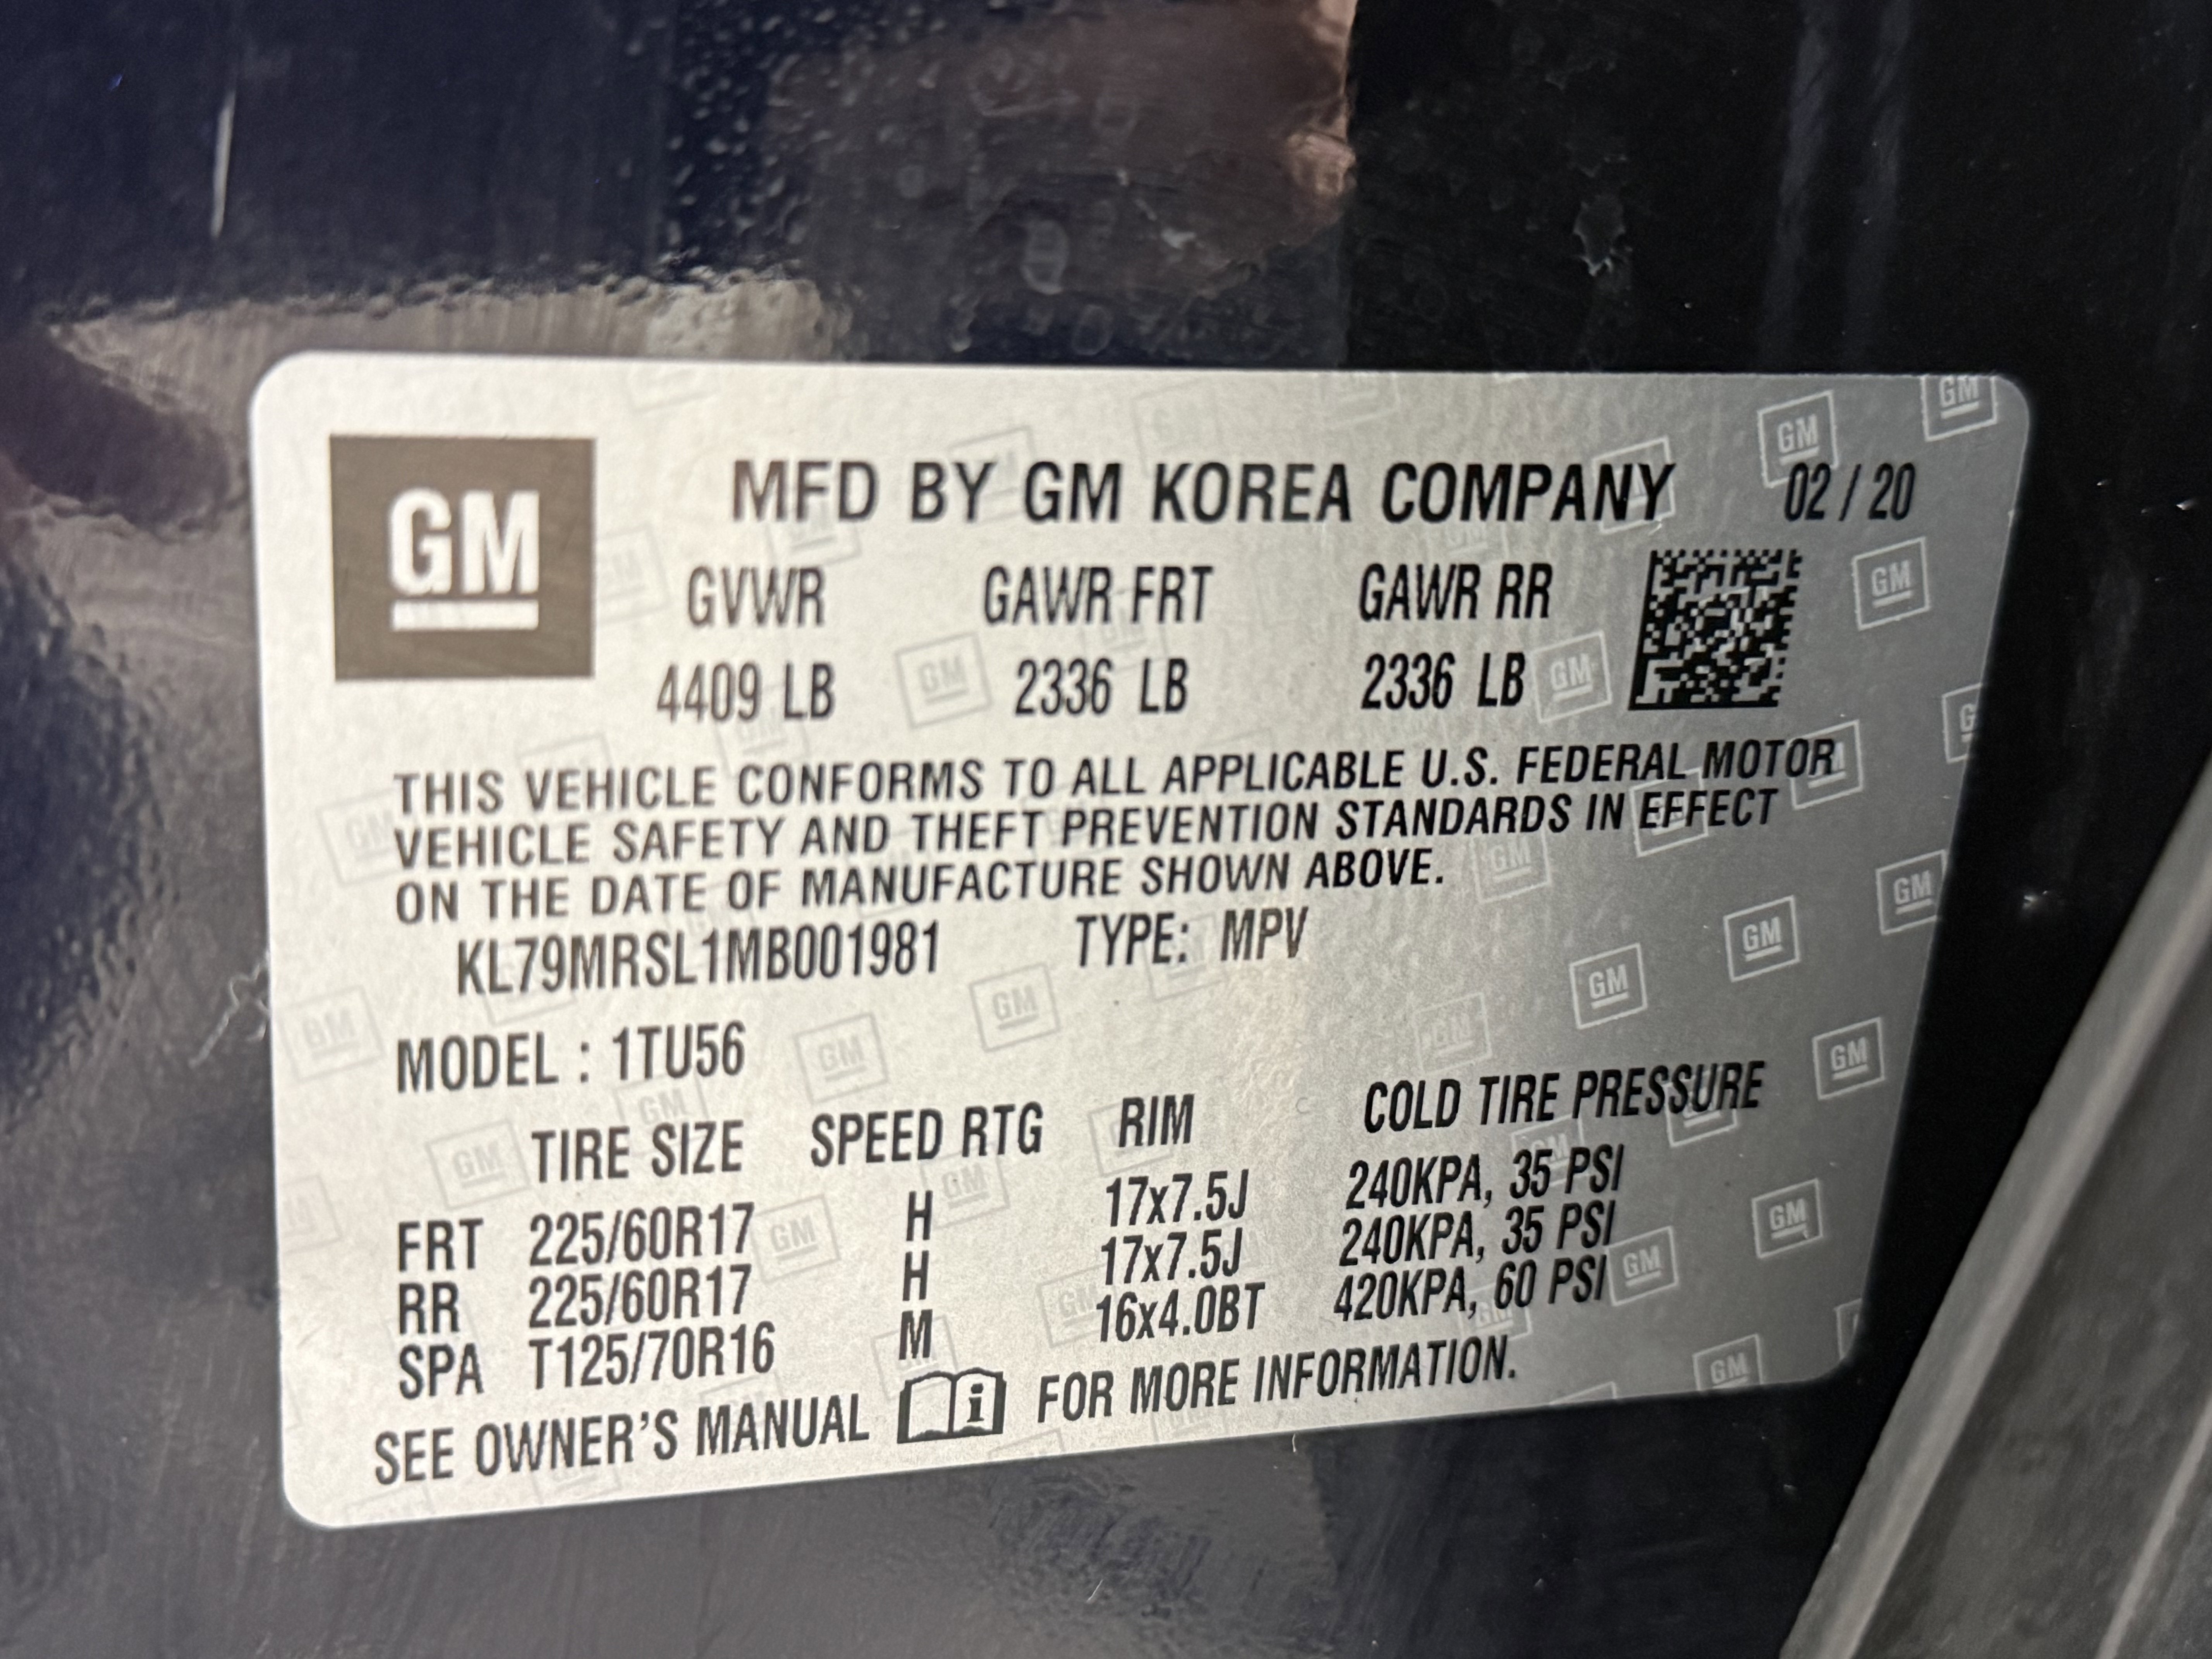 GM
MFD BY GM KOREA COMPANY 02 / 20
GVWR GAWR FRT GAWR RR
4409 LB 2336 LB 2336 LB
THIS VEHICLE CONFORMS TO ALL APPLICABLE U.S. FEDERAL MOTOR
VEHICLE SAFETY AND THEFT PREVENTION STANDARDS IN EFFECT
ON THE DATE OF MANUFACTURE SHOWN ABOVE.
KL79MRSL1MB001981 TYPE: MPV
MODEL : 1TU56
TIRE SIZE SPEED RTG RIM COLD TIRE PRESSURE
FRT 225/60R17 H 17x7.5J 240KPA, 35 PSI
RR 225/60R17 H 17x7.5J 240KPA, 35 PSI
SPA T125/70R16 M 16x4.0BT 420KPA, 60 PSI
SEE OWNER'S MANUAL i FOR MORE INFORMATION.